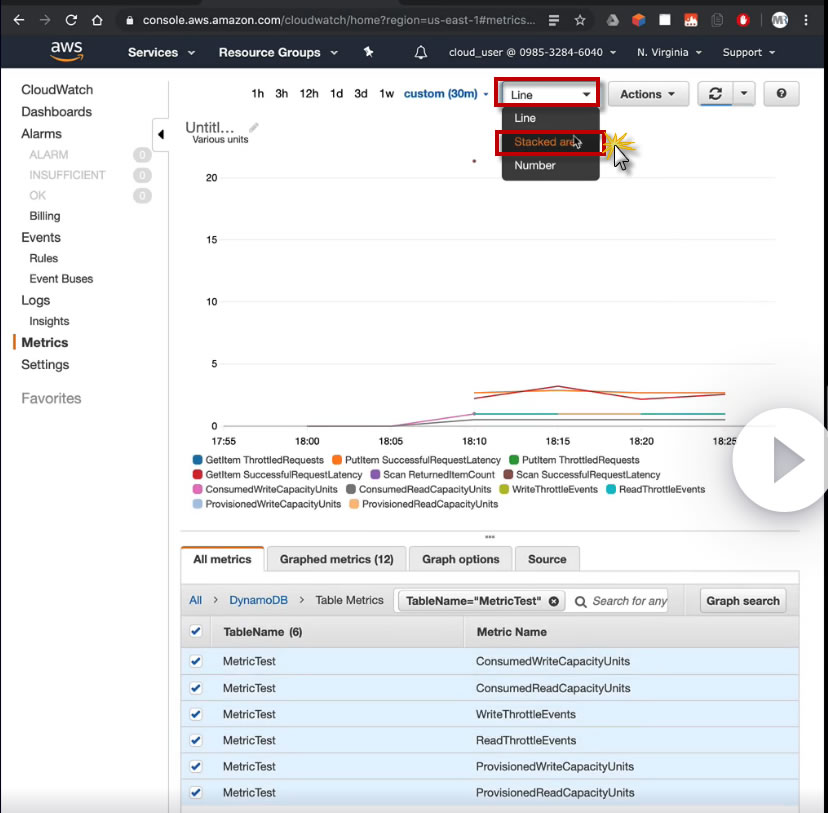 console.aws.amazon.com/cloudwatch/home?region=us-east-1#metrics...
aws
Services
Resource Groups
cloud_user @ 0985-3284-6040
N. Virginia
Support
CloudWatch
Dashboards
Alarms
ALARM 0
INSUFFICIENT 0
OK 0
Billing
Events
Rules
Event Buses
Logs
Insights
Metrics
Settings
Favorites
1h 3h 12h 1d 3d 1w custom (30m)
Line
Actions
Line
Stacked area
Number
Untitl...
Various units
20
15
10
5
0
17:55 18:00 18:05 18:10 18:15 18:20 18:25
GetItem ThrottledRequests PutItem SuccessfulRequestLatency PutItem ThrottledRequests
GetItem SuccessfulRequestLatency Scan ReturnedItemCount Scan SuccessfulRequestLatency
ConsumedWriteCapacityUnits ConsumedReadCapacityUnits WriteThrottleEvents ReadThrottleEvents
ProvisionedWriteCapacityUnits ProvisionedReadCapacityUnits
All metrics Graphed metrics (12) Graph options Source
All > DynamoDB > Table Metrics TableName="MetricTest" Search for any Graph search
TableName (6) Metric Name
MetricTest ConsumedWriteCapacityUnits
MetricTest ConsumedReadCapacityUnits
MetricTest WriteThrottleEvents
MetricTest ReadThrottleEvents
MetricTest ProvisionedWriteCapacityUnits
MetricTest ProvisionedReadCapacityUnits